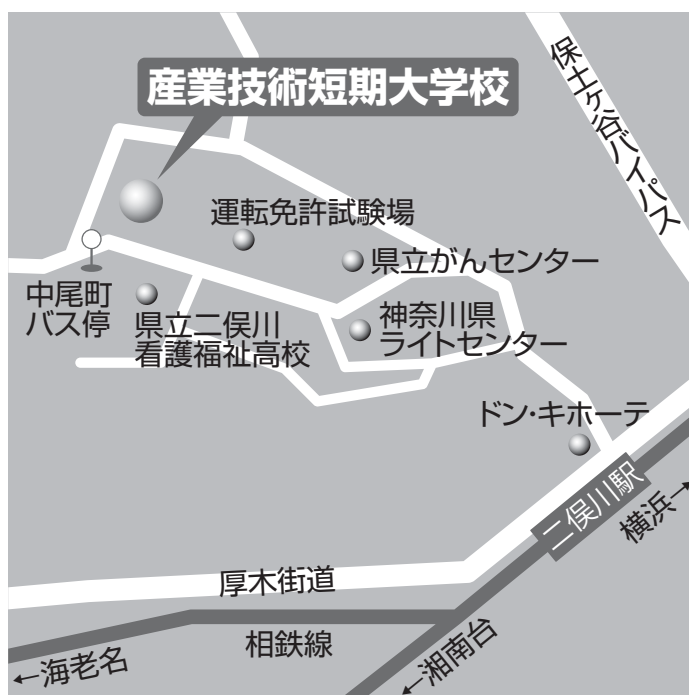 産業技術短期大学校
保土ヶ谷バイパス
運転免許試験場
県立がんセンター
中尾町
バス停
県立二俣川
看護福祉高校
神奈川県
ライトセンター
ドン・キホーテ
二俣川駅
横浜→
厚木街道
相鉄線
←海老名
←湘南台